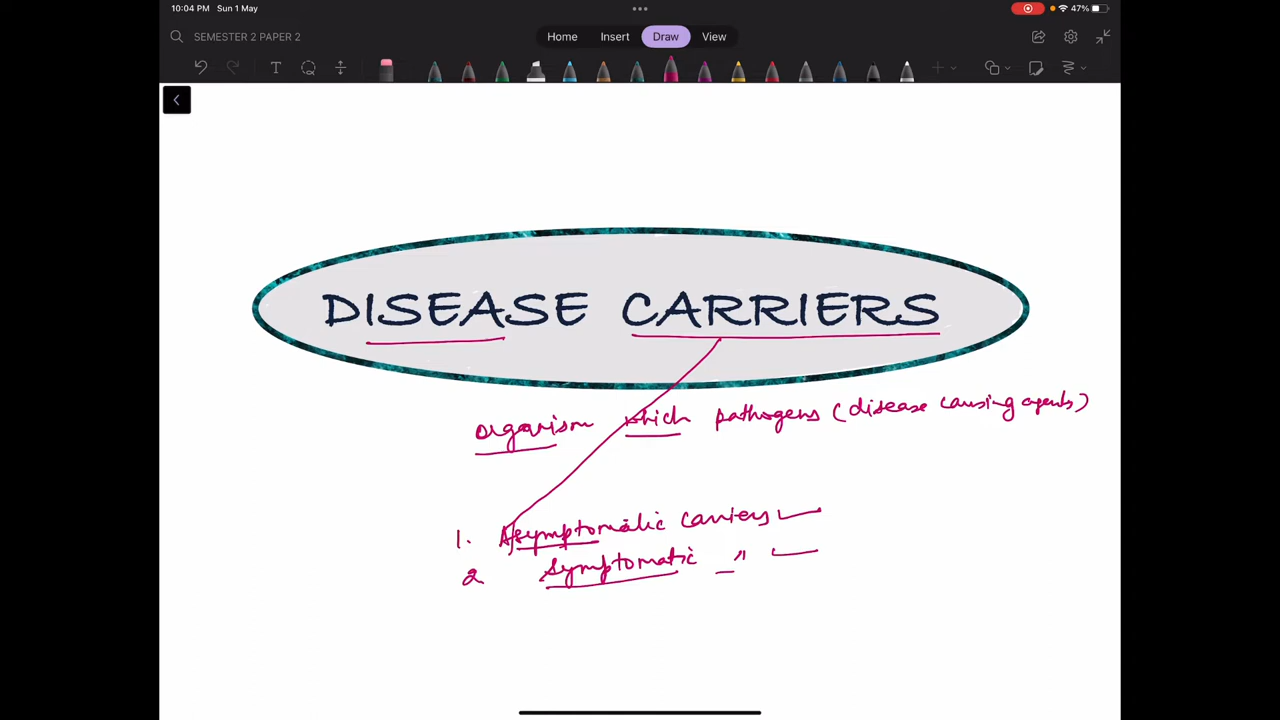 10:04 PM Sun 1 May
47%
SEMESTER 2 PAPER 2
Home Insert Draw View
DISEASE CARRIERS
organism which pathogens (disease causing agents)
1. Asymptomatic carriers
2 Symptomatic _"